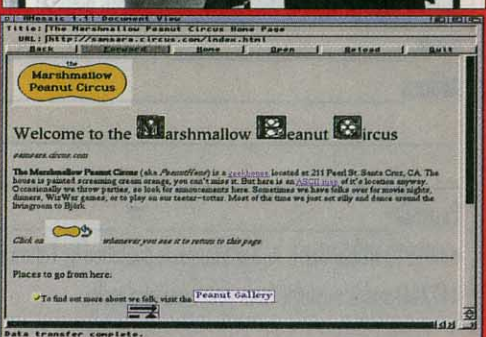 AMosaic 1.1: Document View
Title: The Marshmallow Peanut Circus Home Page
URL: http://samsara.circus.com/index.html
Back Forward Home Open Reload Quit
the
Marshmallow
Peanut Circus
Welcome to the Marshmallow Peanut Circus
samsara.circus.com
The Marshmallow Peanut Circus (aka PeanutHaus) is a geekhouse located at 211 Pearl St. Santa Cruz, CA. The
house is painted screaming cream orange, you can't miss it. But here is an ASCII map of it's location anyway.
Occasionally we throw parties, so look for announcements here. Sometimes we have folks over for movie nights,
dinners, WizWar games, or to play on our teeter-totter. Most of the time we just act silly and dance around the
livingroom to Björk.
Click on whenever you see it to return to this page.
Places to go from here:
To find out more about we folk, visit the Peanut Gallery
Data transfer complete.